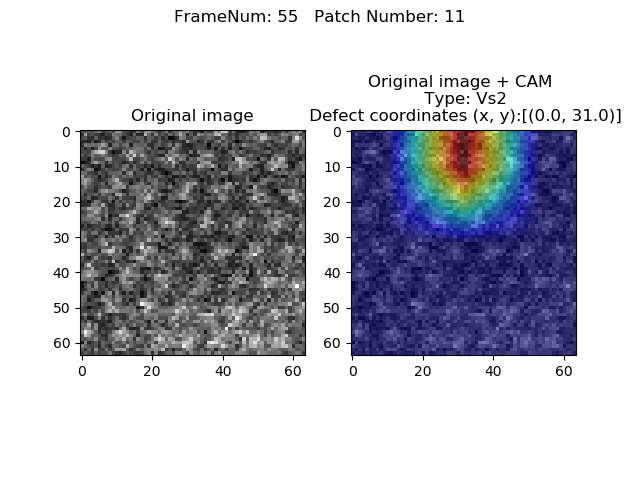 FrameNum: 55   Patch Number: 11
Original image
Original image + CAM
Type: Vs2
Defect coordinates (x, y):[(0.0, 31.0)]
0
10
20
30
40
50
60
0 20 40 60
0
10
20
30
40
50
60
0 20 40 60